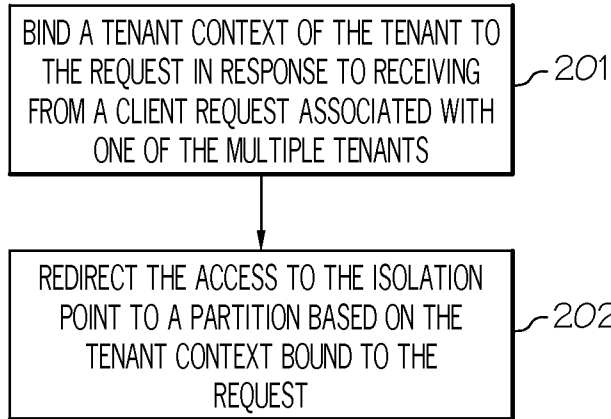 BIND A TENANT CONTEXT OF THE TENANT TO
THE REQUEST IN RESPONSE TO RECEIVING
FROM A CLIENT REQUEST ASSOCIATED WITH
ONE OF THE MULTIPLE TENANTS
201
REDIRECT THE ACCESS TO THE ISOLATION
POINT TO A PARTITION BASED ON THE
TENANT CONTEXT BOUND TO THE
REQUEST
202